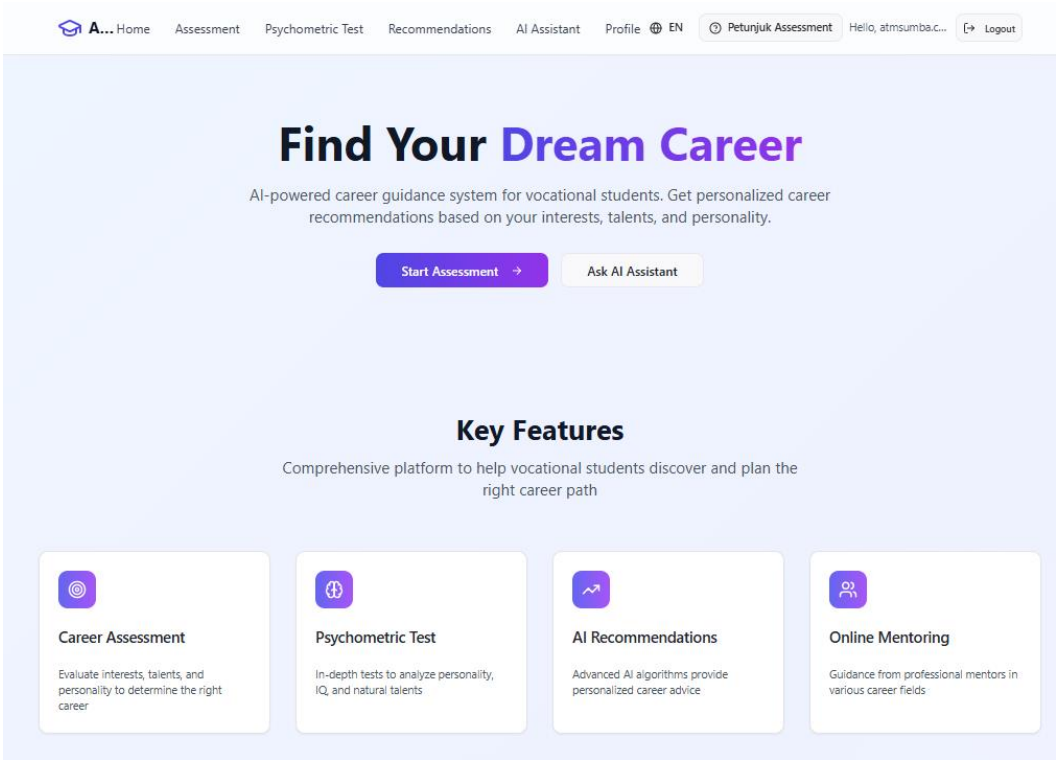 A... Home Assessment Psychometric Test Recommendations AI Assistant Profile EN Petunjuk Assessment Hello, atmsumba.c... Logout
Find Your Dream Career
AI-powered career guidance system for vocational students. Get personalized career
recommendations based on your interests, talents, and personality.
Start Assessment → Ask AI Assistant
Key Features
Comprehensive platform to help vocational students discover and plan the
right career path
Career Assessment
Evaluate interests, talents, and
personality to determine the right
career
Psychometric Test
In-depth tests to analyze personality,
IQ, and natural talents
AI Recommendations
Advanced AI algorithms provide
personalized career advice
Online Mentoring
Guidance from professional mentors in
various career fields